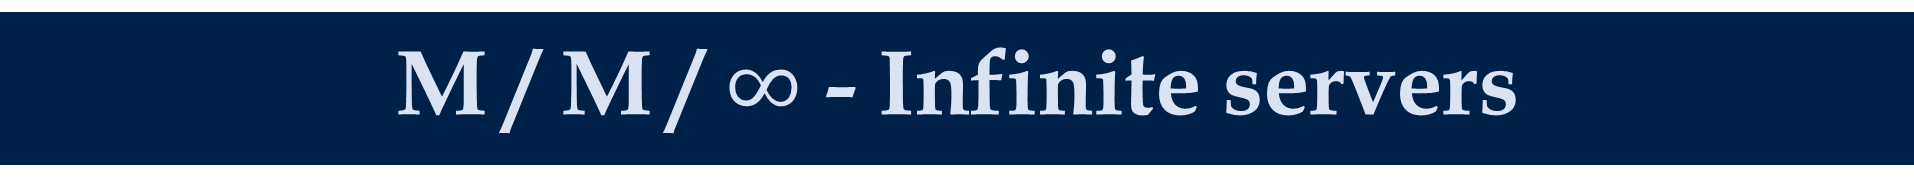 M/M/∞ - Infinite servers